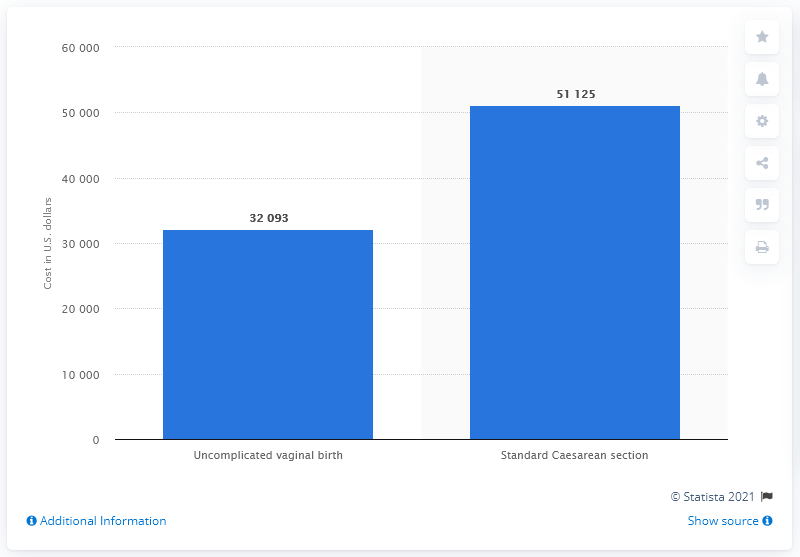 60 000
50 000
40 000
30 000
20 000
10 000
0
Cost in U.S. dollars
32 093
51 125
Uncomplicated vaginal birth
Standard Caesarean section
© Statista 2021
Additional Information
Show source